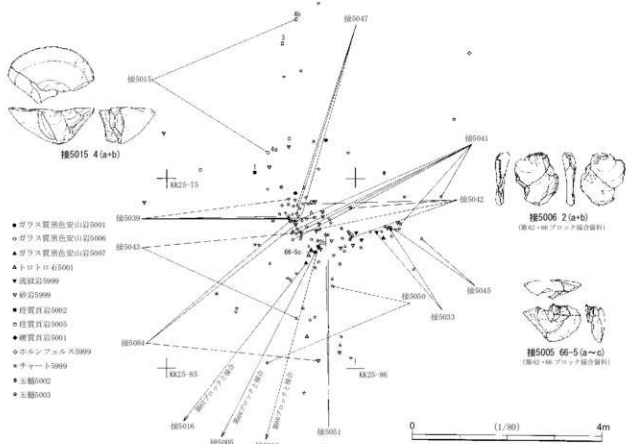 4b
接5047
3
接5015
接5041
4a
接5015 4(a+b)
1
KK25-75
接5006 2(a+b)
(第62・66ブロック接合資料)
接5042
接5039
接5043
66-5c
ガラス質黒色安山岩5001
ガラス質黒色安山岩5006
ガラス質黒色安山岩5007
トロトロ石5001
流紋岩5999
砂岩5999
珪質頁岩5002
珪質頁岩5005
硬質頁岩5001
ホルンフェルス5999
チャート5999
玉髄5002
玉髄5003
接5045
接5050
接5033
接5005 66-5(a~c)
(第62・66ブロック接合資料)
接5084
KK25-85
KK25-86
接5016
接5005
接5051
0
(1/80)
4m